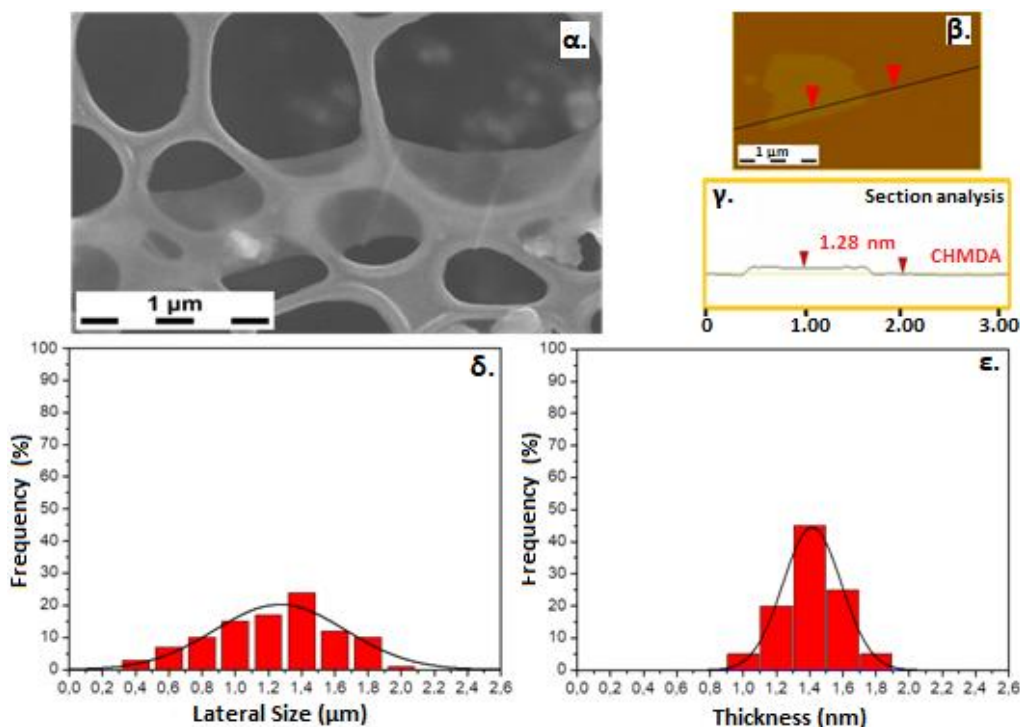 α.
1 μm
β.
1 μm
γ.
Section analysis
1.28 nm
CHMDA
0 1.00 2.00 3.00
δ.
Frequency (%)
100
90
80
70
60
50
40
30
20
10
0
0,0 0,2 0,4 0,6 0,8 1,0 1,2 1,4 1,6 1,8 2,0 2,2 2,4 2,6
Lateral Size (μm)
ε.
Frequency (%)
100
90
80
70
60
50
40
30
20
10
0
0,0 0,2 0,4 0,6 0,8 1,0 1,2 1,4 1,6 1,8 2,0 2,2 2,4 2,6
Thickness (nm)